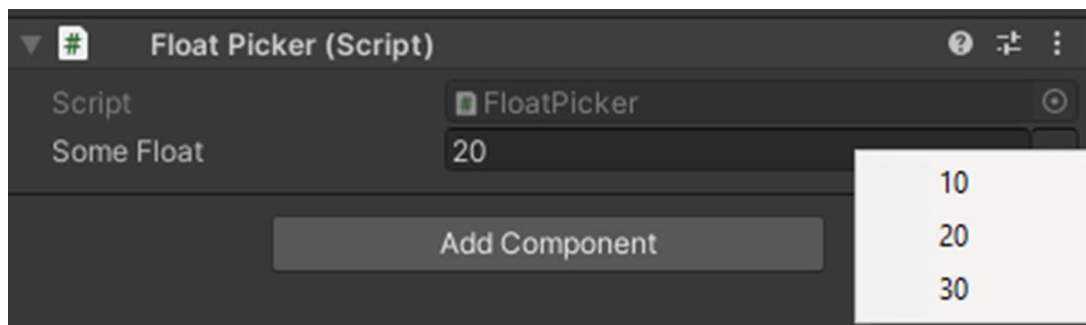 # Float Picker (Script)
Script FloatPicker
Some Float 20
10
Add Component 20
30